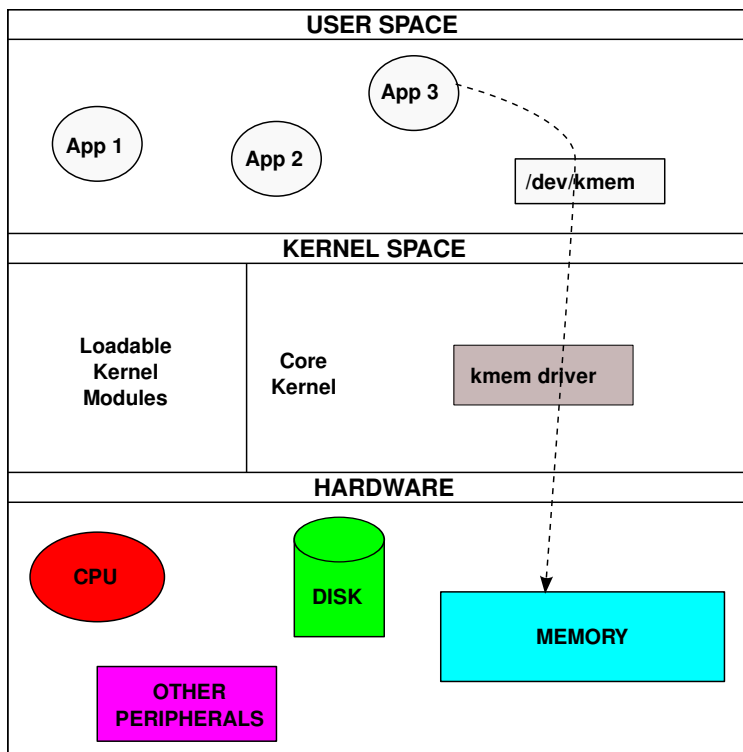 USER SPACE
App 3
App 1
App 2
/dev/kmem
KERNEL SPACE
Loadable
Kernel
Modules
Core
Kernel
kmem driver
HARDWARE
CPU
DISK
MEMORY
OTHER
PERIPHERALS